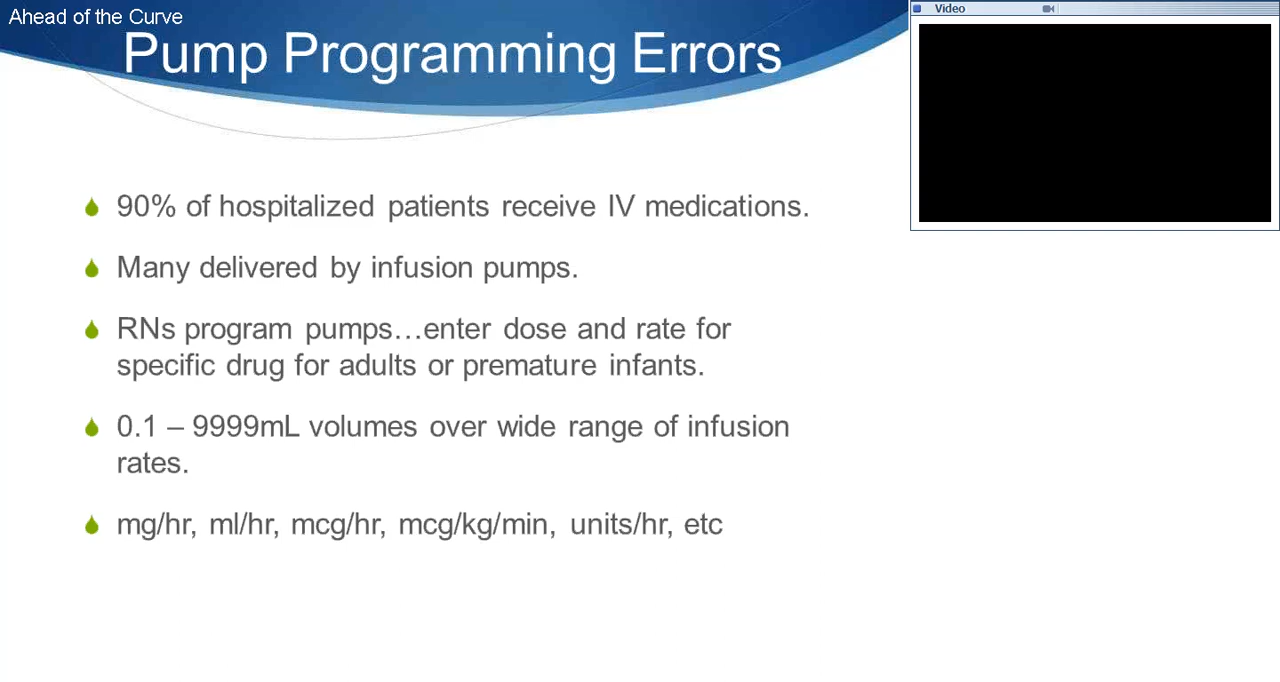 Ahead of the Curve
Pump Programming Errors
Video
90% of hospitalized patients receive IV medications.
Many delivered by infusion pumps.
RNs program pumps…enter dose and rate for
specific drug for adults or premature infants.
0.1 – 9999mL volumes over wide range of infusion
rates.
mg/hr, ml/hr, mcg/hr, mcg/kg/min, units/hr, etc